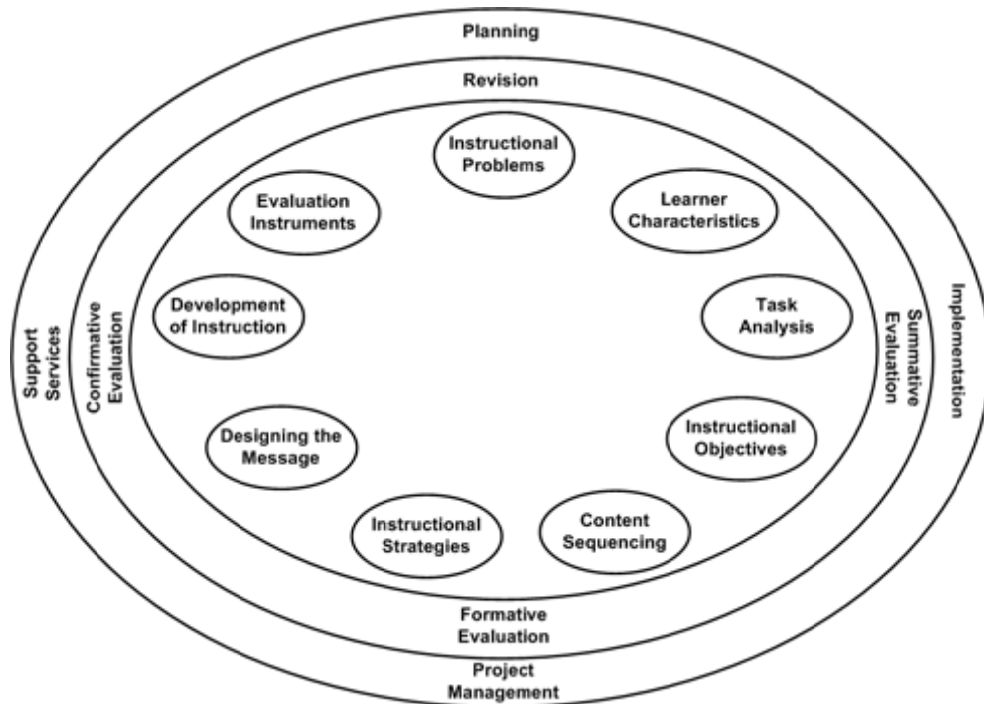 Planning
Revision
Instructional
Problems
Evaluation
Instruments
Learner
Characteristics
Development
of Instruction
Task
Analysis
Support
Services
Confirmative
Evaluation
Summative
Evaluation
Implementation
Designing the
Message
Instructional
Objectives
Instructional
Strategies
Content
Sequencing
Formative
Evaluation
Project
Management